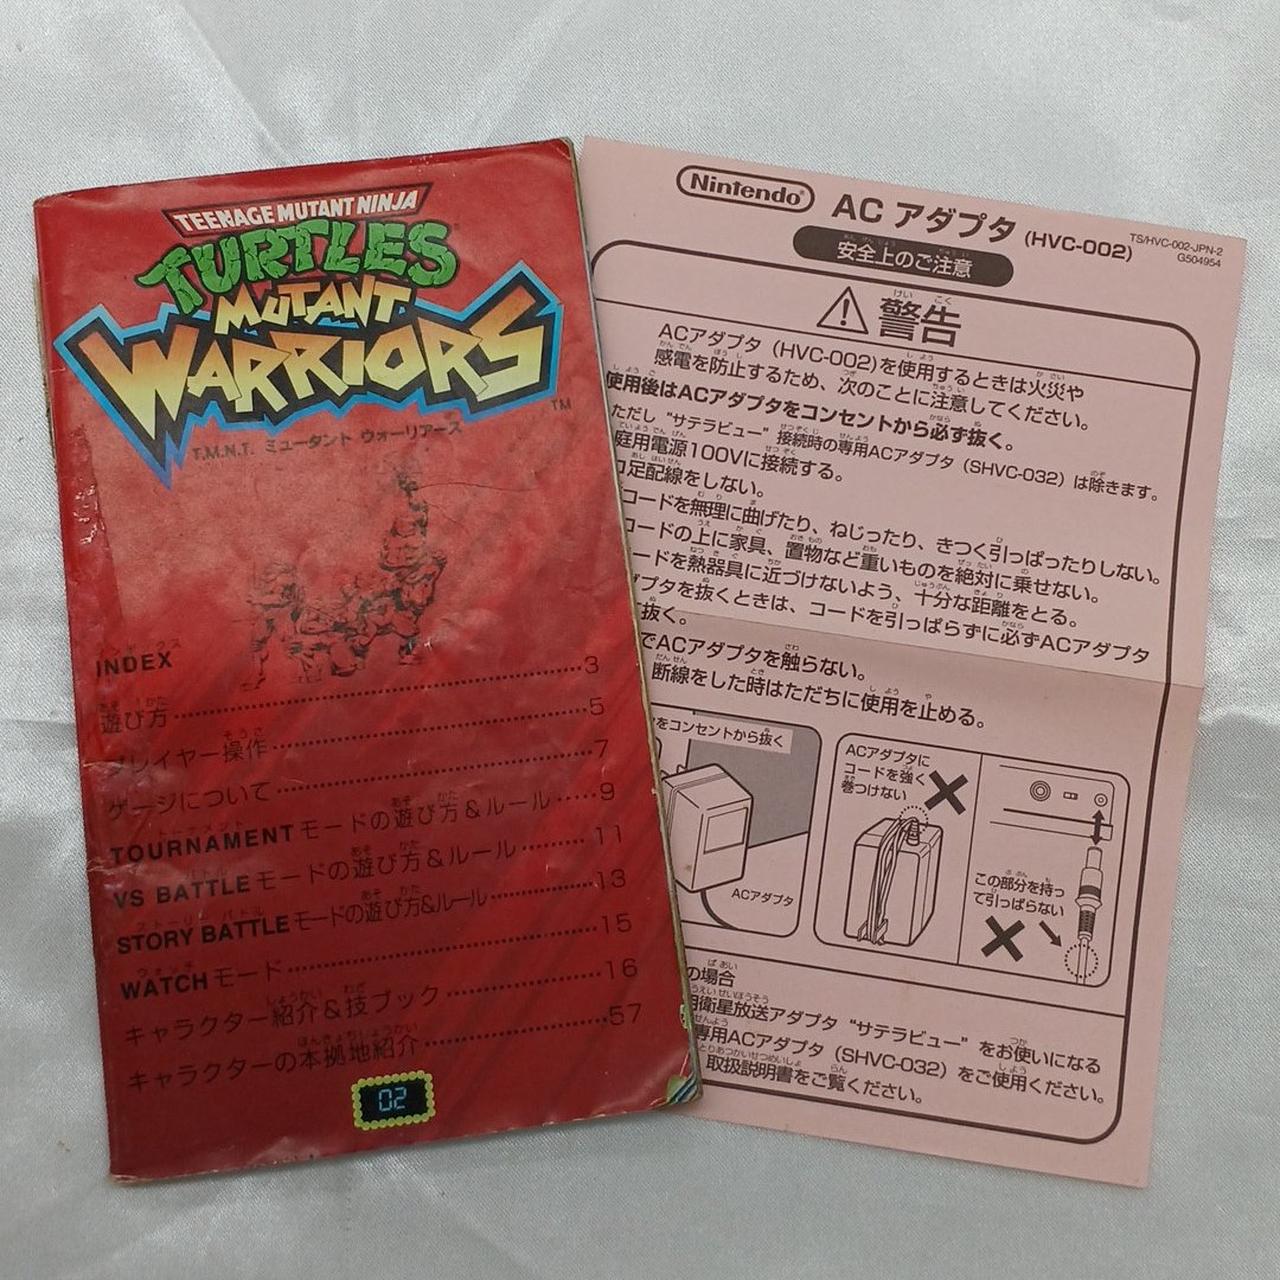 TEENAGE MUTANT NINJA
TURTLES
MUTANT
WARRIORS
TM
T.M.N.T. ミュータント ウォーリアーズ
INDEX
遊び方 3
プレイヤー操作 5
ゲージについて 7
TOURNAMENTモードの遊び方&ルール 9
VS BATTLEモードの遊び方&ルール 11
STORY BATTLEモードの遊び方&ルール 13
WATCHモード 15
キャラクター紹介&技ブック 16
キャラクターの本拠地紹介 57
02
Nintendo ACアダプタ (HVC-002)
TS/HVC-002-JPN-2
G504954
安全上のご注意
警告
ACアダプタ (HVC-002)を使用するときは火災や
感電を防止するため、次のことに注意してください。
使用後はACアダプタをコンセントから必ず抜く。
ただし“サテラビュー”接続時の専用ACアダプタ (SHVC-032) は除きます。
庭用電源100Vに接続する。
足配線をしない。
コードを無理に曲げたり、ねじったり、きつく引っぱったりしない。
コードの上に家具、置物など重いものを絶対に乗せない。
ードを熱器具に近づけないよう、十分な距離をとる。
ダプタを抜くときは、コードを引っぱらずに必ずACアダプタ
抜く。
でACアダプタを触らない。
断線をした時はただちに使用を止める。
をコンセントから抜く
ACアダプタ
ACアダプタに
コードを強く
巻つけない
この部分を持っ
て引っぱらない
の場合
用衛星放送アダプタ“サテラビュー”をお使いになる
専用ACアダプタ (SHVC-032) をご使用ください。
取扱説明書をご覧ください。